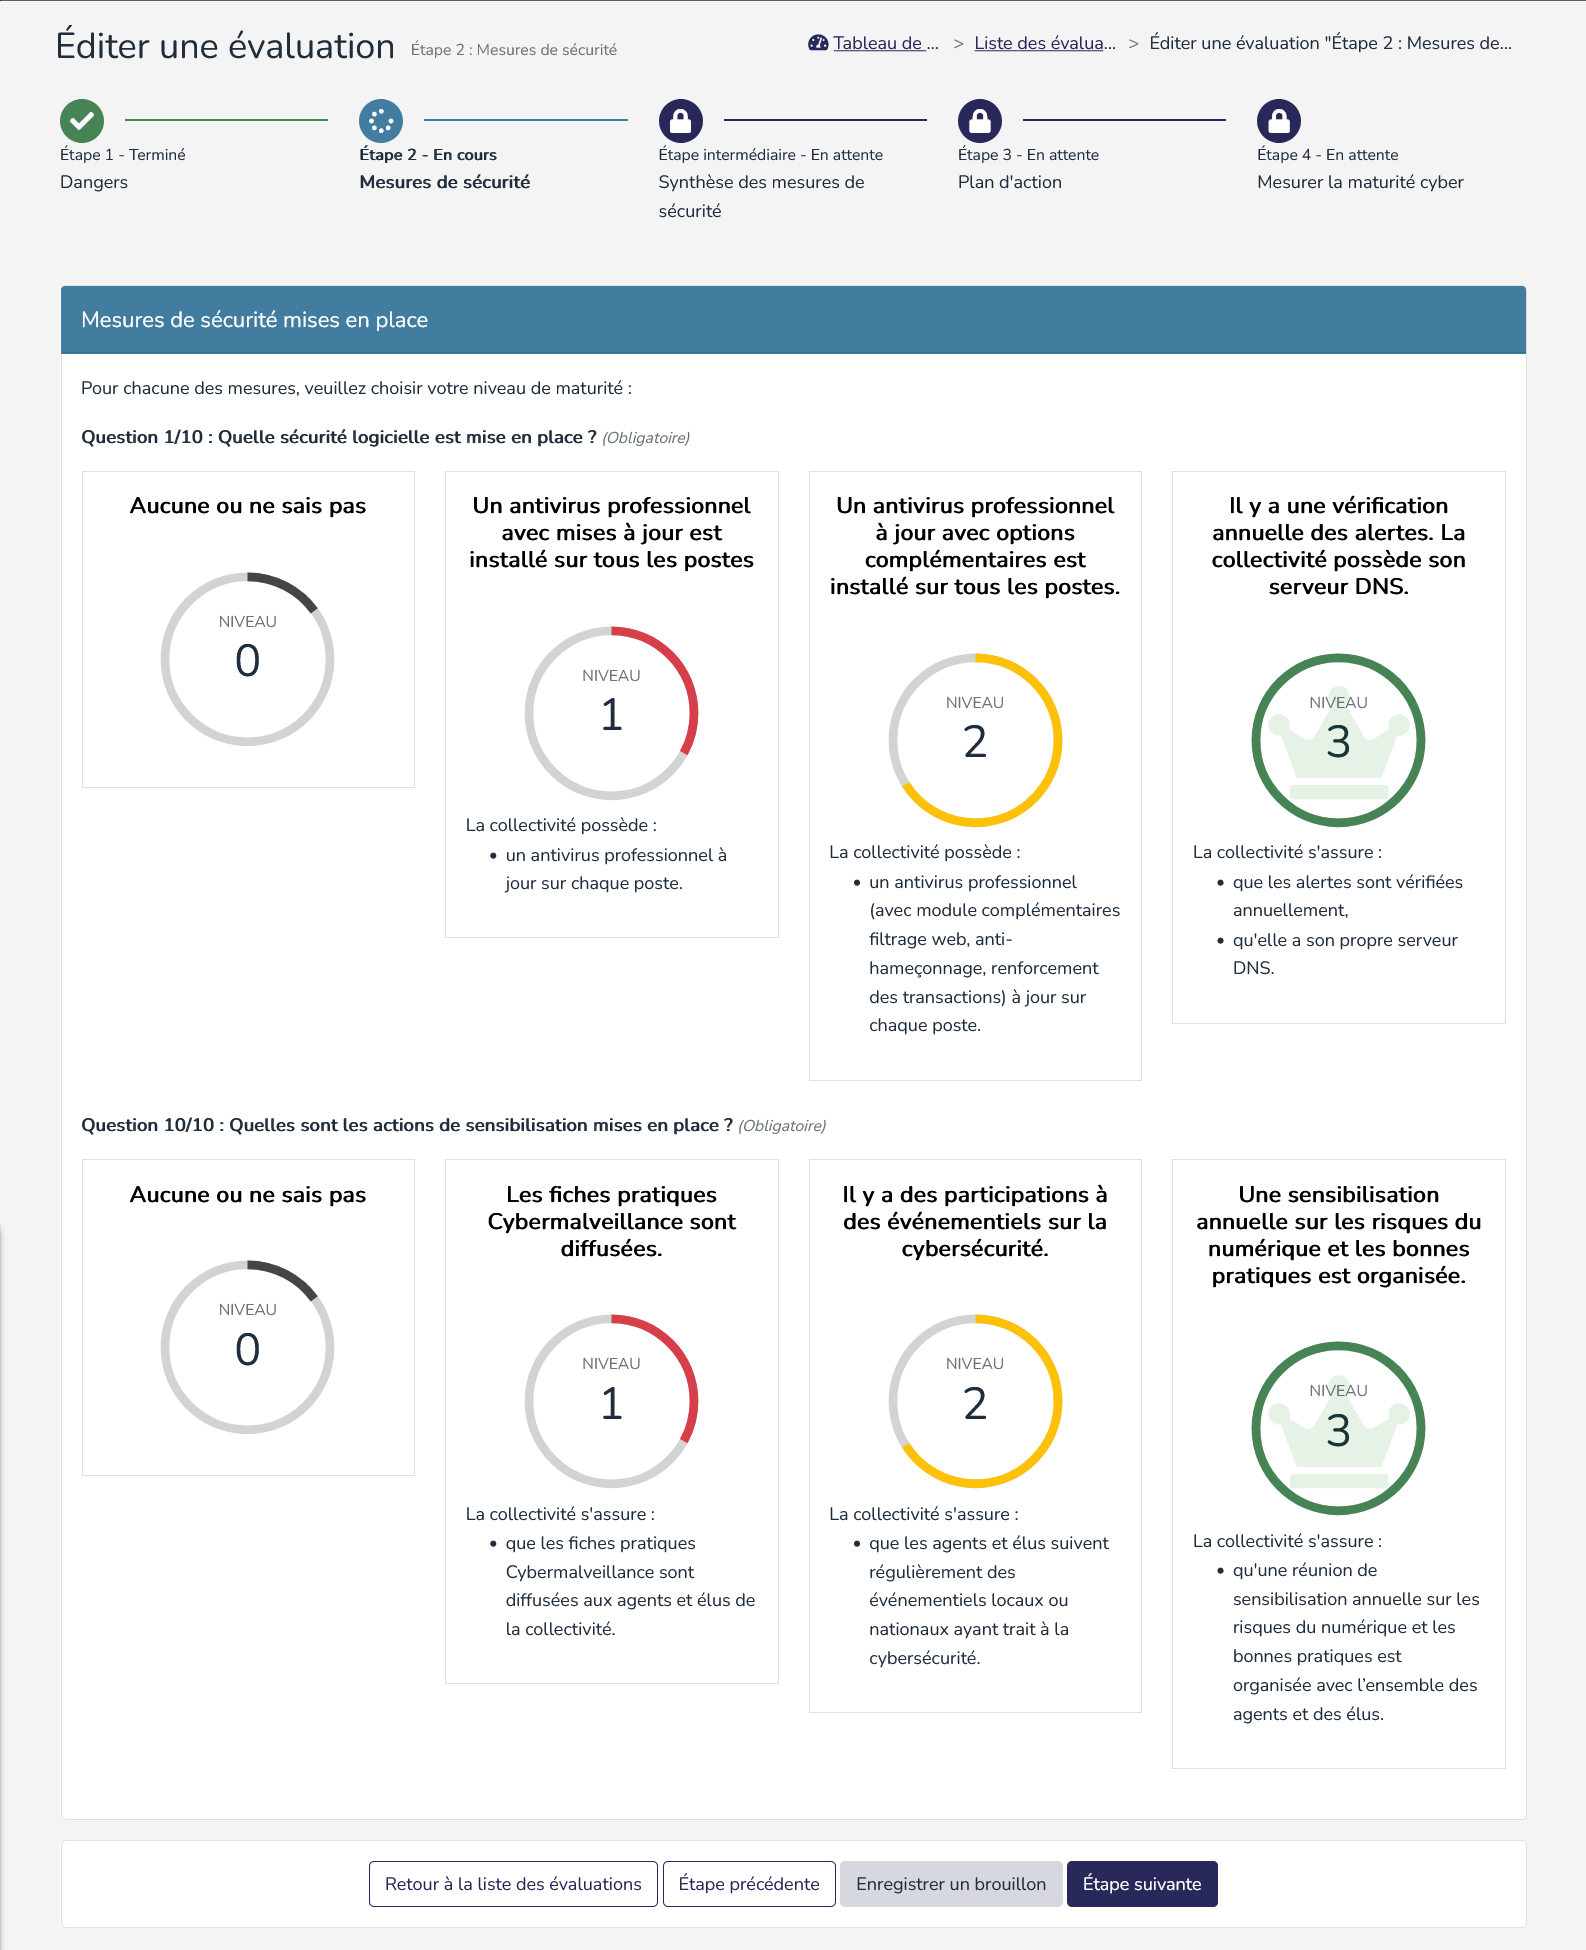 Éditer une évaluation Étape 2 : Mesures de sécurité
Tableau de ... > Liste des évalua... > Éditer une évaluation "Étape 2 : Mesures de...
Étape 1 - Terminé
Dangers
Étape 2 - En cours
Mesures de sécurité
Étape intermédiaire - En attente
Synthèse des mesures de
sécurité
Étape 3 - En attente
Plan d'action
Étape 4 - En attente
Mesurer la maturité cyber
Mesures de sécurité mises en place
Pour chacune des mesures, veuillez choisir votre niveau de maturité :
Question 1/10 : Quelle sécurité logicielle est mise en place ? (Obligatoire)
Aucune ou ne sais pas
NIVEAU
0
Un antivirus professionnel
avec mises à jour est
installé sur tous les postes
NIVEAU
1
La collectivité possède :
• un antivirus professionnel à
jour sur chaque poste.
Un antivirus professionnel
à jour avec options
complémentaires est
installé sur tous les postes.
NIVEAU
2
La collectivité possède :
• un antivirus professionnel
(avec module complémentaires
filtrage web, anti-
hameçonnage, renforcement
des transactions) à jour sur
chaque poste.
Il y a une vérification
annuelle des alertes. La
collectivité possède son
serveur DNS.
NIVEAU
3
La collectivité s'assure :
• que les alertes sont vérifiées
annuellement,
• qu'elle a son propre serveur
DNS.
Question 10/10 : Quelles sont les actions de sensibilisation mises en place ? (Obligatoire)
Aucune ou ne sais pas
NIVEAU
0
Les fiches pratiques
Cybermalveillance sont
diffusées.
NIVEAU
1
La collectivité s'assure :
• que les fiches pratiques
Cybermalveillance sont
diffusées aux agents et élus de
la collectivité.
Il y a des participations à
des événementiels sur la
cybersécurité.
NIVEAU
2
La collectivité s'assure :
• que les agents et élus suivent
régulièrement des
événementiels locaux ou
nationaux ayant trait à la
cybersécurité.
Une sensibilisation
annuelle sur les risques du
numérique et les bonnes
pratiques est organisée.
NIVEAU
3
La collectivité s'assure :
• qu'une réunion de
sensibilisation annuelle sur les
risques du numérique et les
bonnes pratiques est
organisée avec l’ensemble des
agents et des élus.
Retour à la liste des évaluations
Étape précédente
Enregistrer un brouillon
Étape suivante